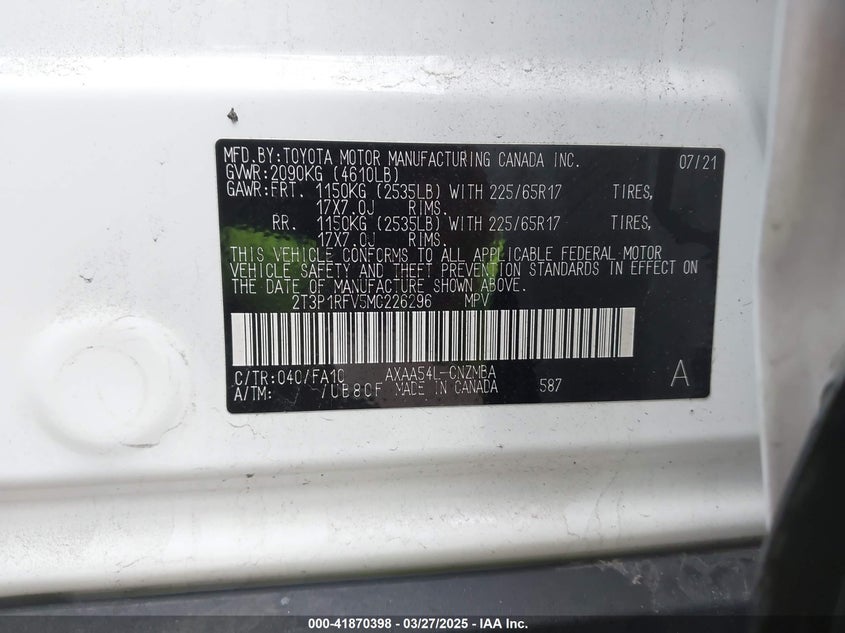 MFD.BY:TOYOTA MOTOR MANUFACTURING CANADA INC. 07/21
GVWR:2090KG (4610LB)
GAWR:FRT. 1150KG (2535LB) WITH 225/65R17 TIRES,
17X7.0J RIMS.
RR. 1150KG (2535LB) WITH 225/65R17 TIRES,
17X7.0J RIMS.
THIS VEHICLE CONFORMS TO ALL APPLICABLE FEDERAL MOTOR
VEHICLE SAFETY AND THEFT PREVENTION STANDARDS IN EFFECT ON
THE DATE OF MANUFACTURE SHOWN ABOVE.
2T3P1RFV5MC226296 MPV
C/TR:040/FA10 AXAA54L-CNZMBA A
A/TM: /UB80F MADE IN CANADA 587
000-41870398 - 03/27/2025 - IAA Inc.